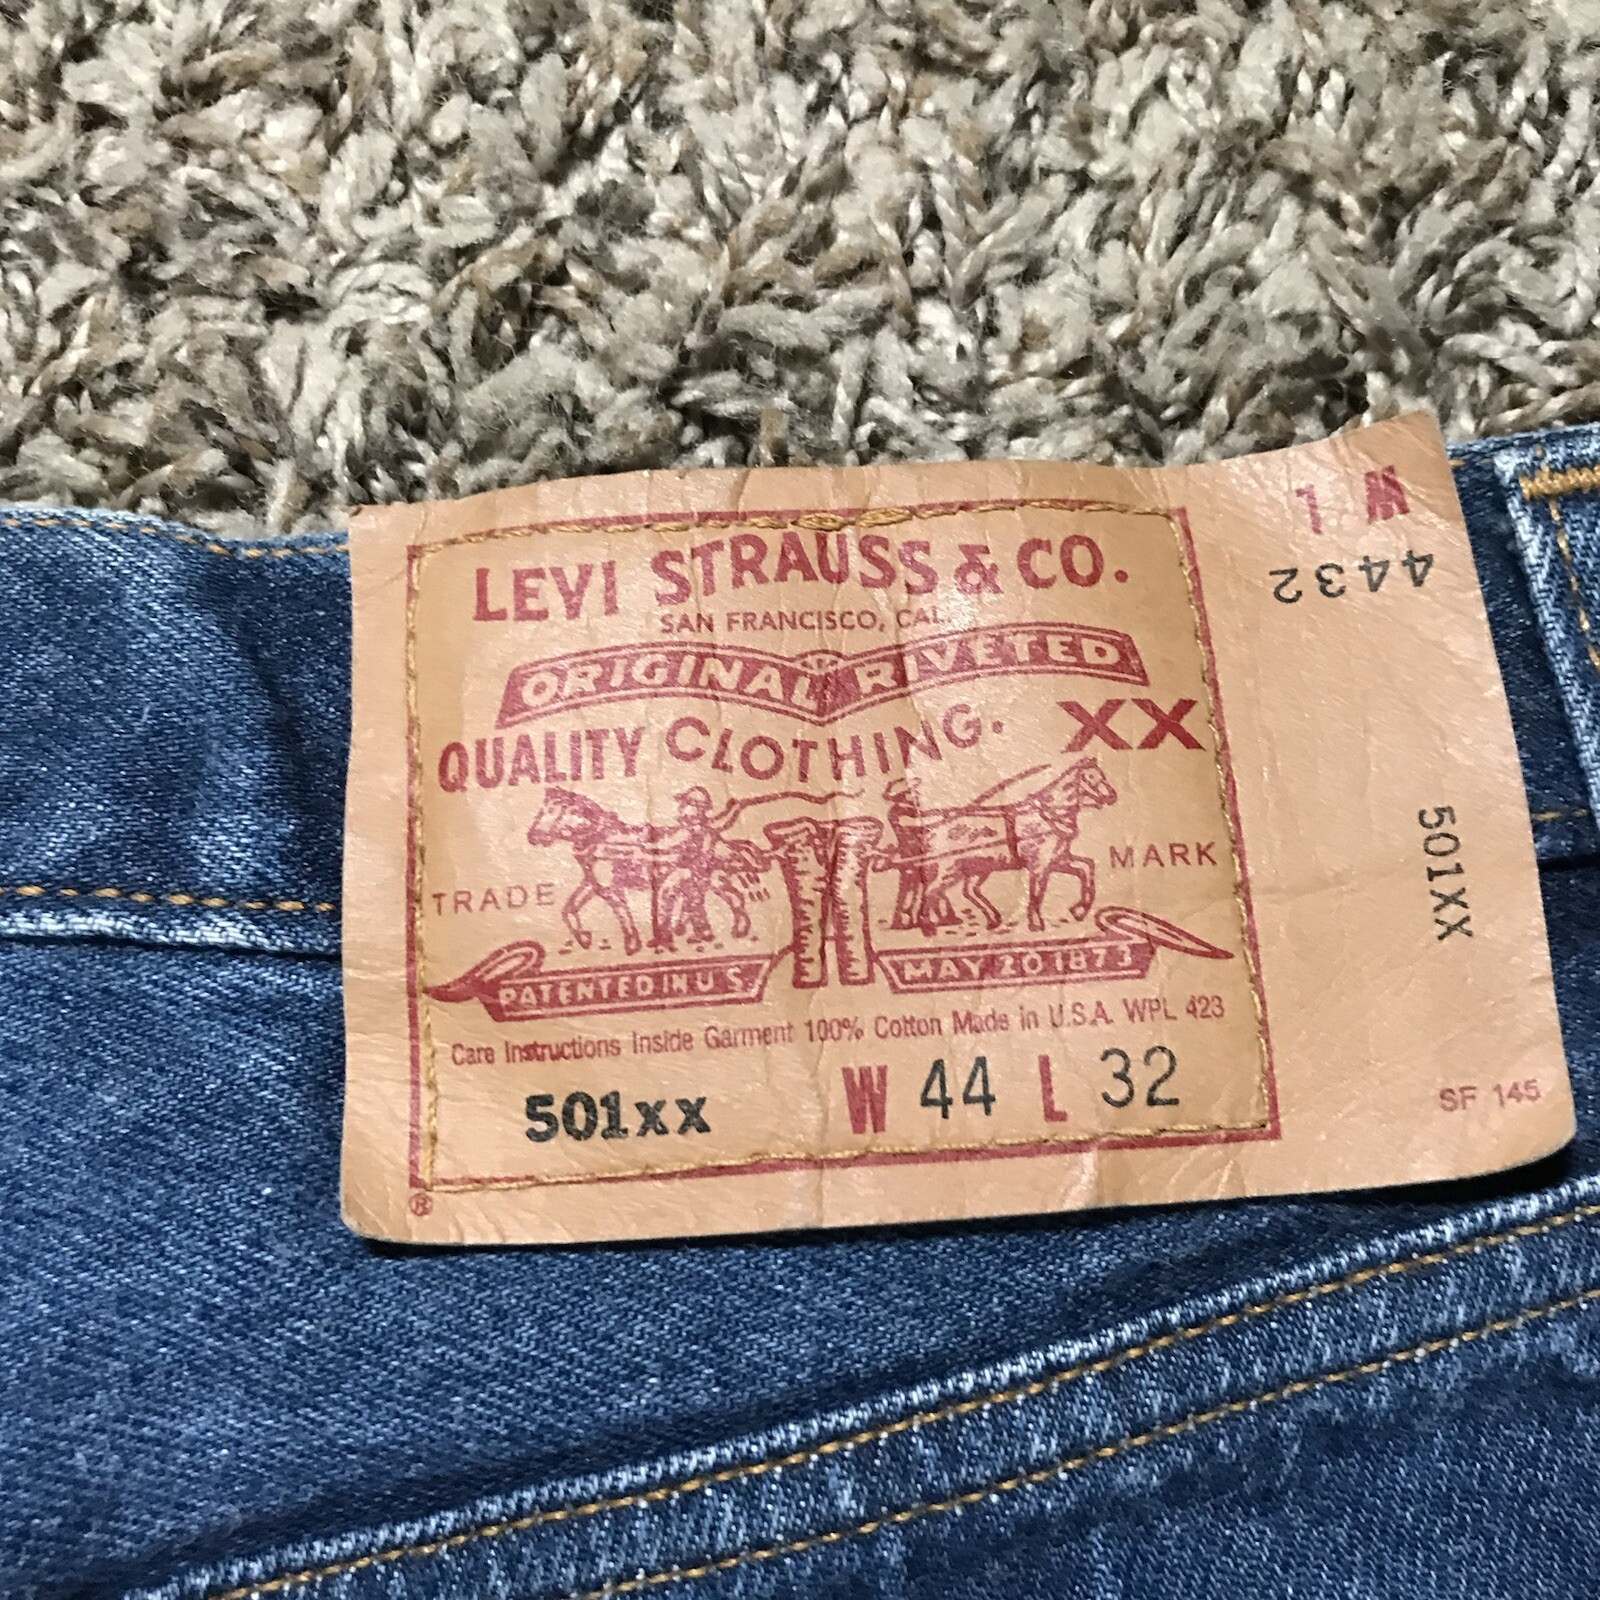 LEVI STRAUSS & CO.
SAN FRANCISCO, CAL.
ORIGINAL RIVETED
QUALITY CLOTHING. XX
TRADE MARK
PATENTED IN U.S. MAY 20 1873
Care Instructions Inside Garment 100% Cotton Made in U.S.A. WPL 423
501xx W 44 L 32
®
W L
4432
501XX
SF 145